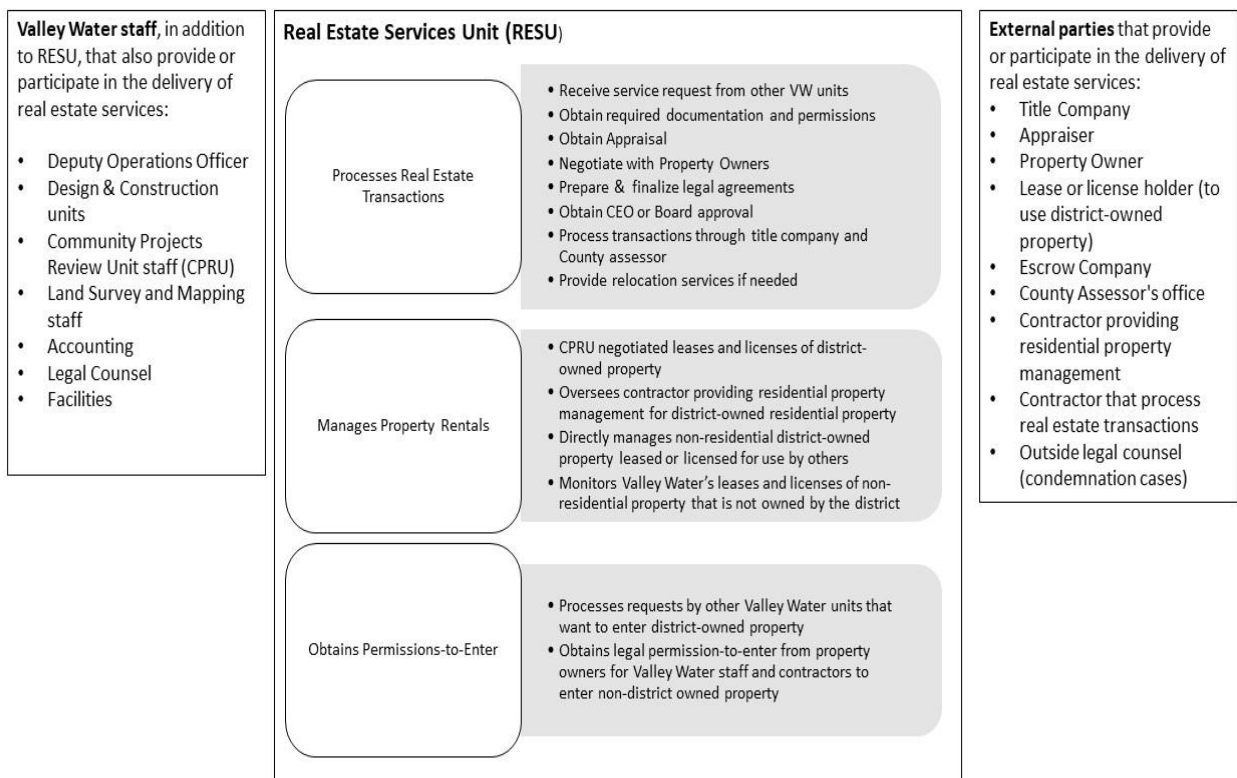 Valley Water staff, in addition
to RESU, that also provide or
participate in the delivery of
real estate services:
• Deputy Operations Officer
• Design & Construction
units
• Community Projects
Review Unit staff (CPRU)
• Land Survey and Mapping
staff
• Accounting
• Legal Counsel
• Facilities
Real Estate Services Unit (RESU)
Processes Real Estate
Transactions
• Receive service request from other VW units
• Obtain required documentation and permissions
• Obtain Appraisal
• Negotiate with Property Owners
• Prepare & finalize legal agreements
• Obtain CEO or Board approval
• Process transactions through title company and
County assessor
• Provide relocation services if needed
Manages Property Rentals
• CPRU negotiated leases and licenses of district-
owned property
• Oversees contractor providing residential property
management for district-owned residential property
• Directly manages non-residential district-owned
property leased or licensed for use by others
• Monitors Valley Water's leases and licenses of non-
residential property that is not owned by the district
Obtains Permissions-to-Enter
• Processes requests by other Valley Water units that
want to enter district-owned property
• Obtains legal permission-to-enter from property
owners for Valley Water staff and contractors to
enter non-district owned property
External parties that provide
or participate in the delivery of
real estate services:
• Title Company
• Appraiser
• Property Owner
• Lease or license holder (to
use district-owned
property)
• Escrow Company
• County Assessor's office
• Contractor providing
residential property
management
• Contractor that process
real estate transactions
• Outside legal counsel
(condemnation cases)